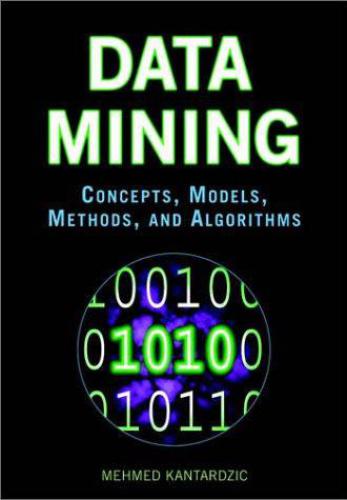 DATA
MINING
CONCEPTS, MODELS,
METHODS, AND ALGORITHMS
100100
010100
010110
MEHMED KANTARDZIC